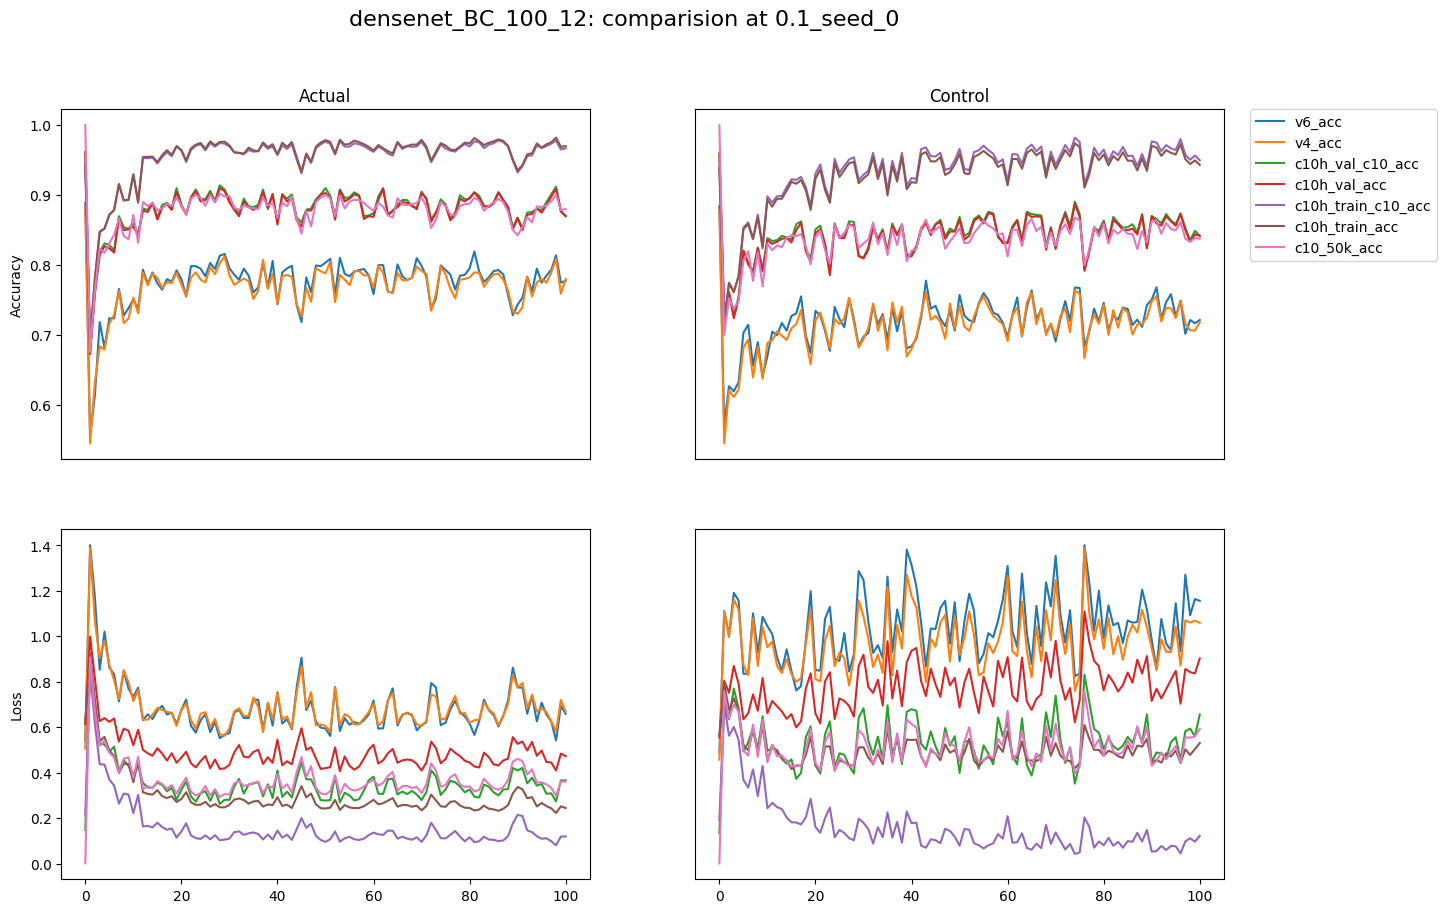 densenet_BC_100_12: comparision at 0.1_seed_0
Actual
Control
Accuracy
1.0
0.9
0.8
0.7
0.6
v6_acc
v4_acc
c10h_val_c10_acc
c10h_val_acc
c10h_train_c10_acc
c10h_train_acc
c10_50k_acc
Loss
1.4
1.2
1.0
0.8
0.6
0.4
0.2
0.0
0 20 40 60 80 100
0 20 40 60 80 100